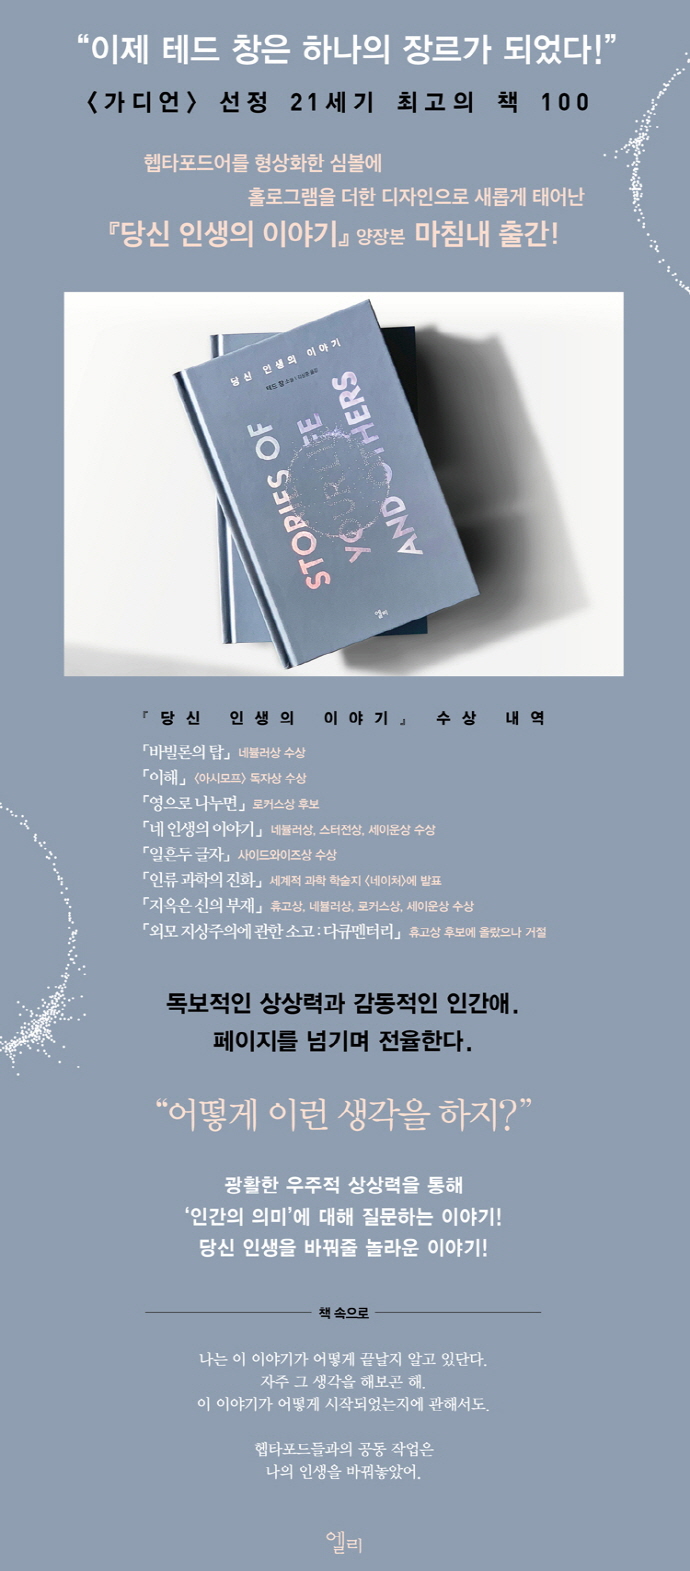 “이제 테드 창은 하나의 장르가 되었다!”
〈가디언〉 선정 21세기 최고의 책 100
헵타포드어를 형상화한 심볼에
홀로그램을 더한 디자인으로 새롭게 태어난
『당신 인생의 이야기』 양장본 마침내 출간!
당신 인생의 이야기
테드 창 소설・김상훈 옮김
STORIES OF
YOUR LIFE
AND OTHERS
엘리
『당신 인생의 이야기』 수상 내역
「바빌론의 탑」 네뷸러상 수상
「이해」 〈아시모프〉 독자상 수상
「영으로 나누면」 로커스상 후보
「네 인생의 이야기」 네뷸러상, 스터전상, 세이운상 수상
「일흔두 글자」 사이드와이즈상 수상
「인류 과학의 진화」 세계적 과학 학술지 〈네이처〉에 발표
「지옥은 신의 부재」 휴고상, 네뷸러상, 로커스상, 세이운상 수상
「외모 지상주의에 관한 소고 : 다큐멘터리」 휴고상 후보에 올랐으나 거절
독보적인 상상력과 감동적인 인간애.
페이지를 넘기며 전율한다.
“어떻게 이런 생각을 하지?”
광활한 우주적 상상력을 통해
‘인간의 의미’에 대해 질문하는 이야기!
당신 인생을 바꿔줄 놀라운 이야기!
책 속으로
나는 이 이야기가 어떻게 끝날지 알고 있단다.
자주 그 생각을 해보곤 해.
이 이야기가 어떻게 시작되었는지에 관해서도.
헵타포드들과의 공동 작업은
나의 인생을 바꿔놓았어.
엘리